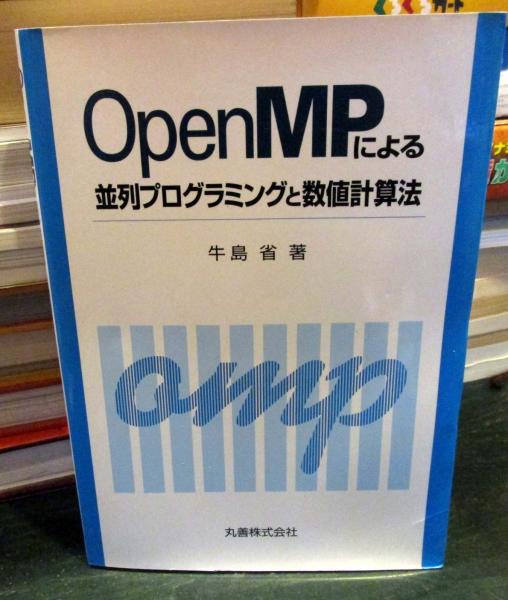 OpenMPによる
並列プログラミングと数値計算法
牛島 省 著
omp
丸善株式会社